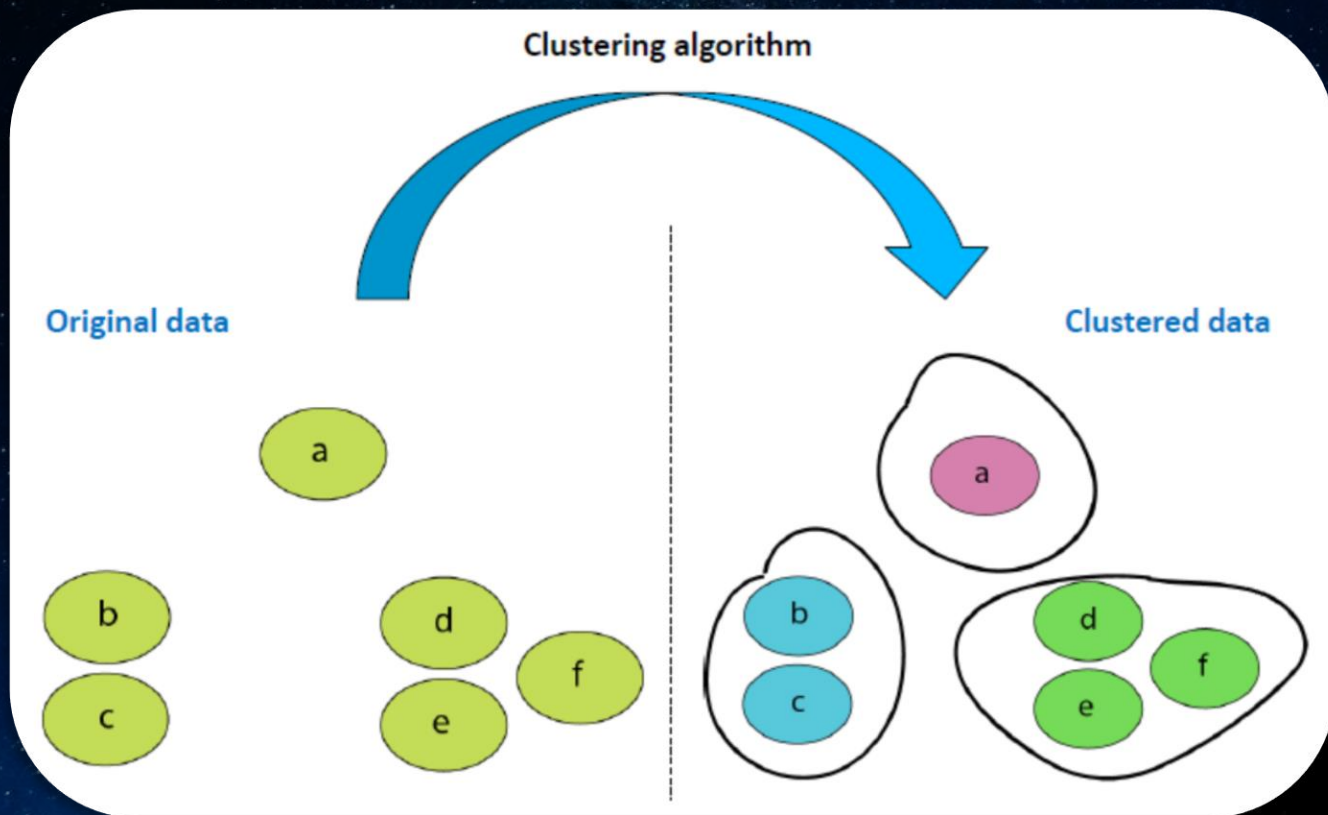 Clustering algorithm
Original data
Clustered data
a
b
c
d
e
f
a
b
c
d
e
f